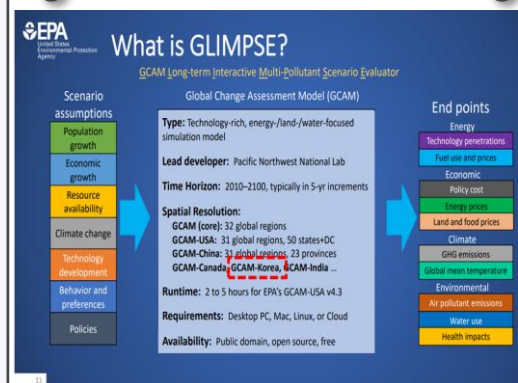 EPA
United States
Environmental Protection
Agency
What is GLIMPSE?
GCAM Long-term Interactive Multi-Pollutant Scenario Evaluator
Scenario
assumptions
Population
growth
Economic
growth
Resource
availability
Climate change
Technology
development
Behavior and
preferences
Policies
Global Change Assessment Model (GCAM)
Type: Technology-rich, energy-/land-/water-focused
simulation model
Lead developer: Pacific Northwest National Lab
Time Horizon: 2010–2100, typically in 5-yr increments
Spatial Resolution:
GCAM (core): 32 global regions
GCAM-USA: 31 global regions, 50 states+DC
GCAM-China: 31 global regions, 23 provinces
GCAM-Canada, GCAM-Korea, GCAM-India ...
Runtime: 2 to 5 hours for EPA's GCAM-USA v4.3
Requirements: Desktop PC, Mac, Linux, or Cloud
Availability: Public domain, open source, free
End points
Energy
Technology penetrations
Fuel use and prices
Economic
Policy cost
Energy prices
Land and food prices
Climate
GHG emissions
Global mean temperature
Environmental
Air pollutant emissions
Water use
Health impacts
11